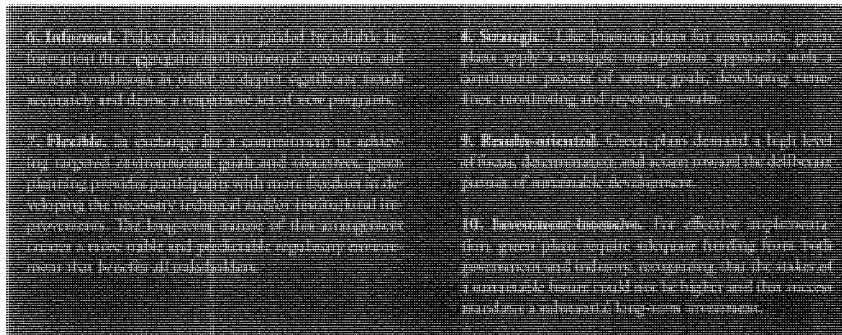 6. Informed. Policy decisions are guided by reliable in-
formation that aggregates environmental, economic and
societal conditions in order to depict significant trends
accurately and devise a responsive set of new programs.
7. Flexible. In exchange for a commitment to achiev-
ing targeted environmental goals and objectives, green
planning provides participants with more freedom in de-
veloping the necessary technical and/or institutional im-
provements. The long-term nature of this arrangement
creates a more stable and predictable regulatory environ-
ment that benefits all stakeholders.
8. Strategic. Like business plans for companies, green
plans apply a strategic management approach, with a
continuous process of setting goals, developing time-
lines, monitoring and reporting results.
9. Results-oriented. Green plans demand a high level
of focus, determination and action toward the deliberate
pursuit of sustainable development.
10. Investment-Intensive. For effective implementa-
tion, green plans require adequate funding from both
government and industry, recognizing that the stakes of
a sustainable future could not be higher and that success
mandates a substantial long-term investment.